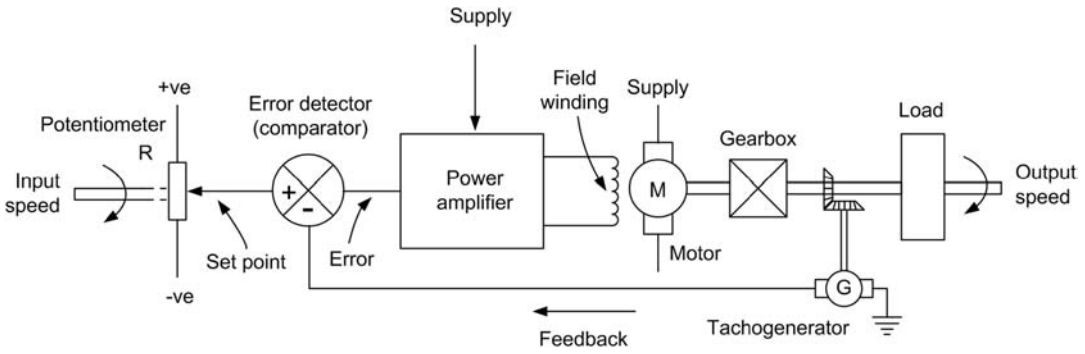 Supply
+ve
Potentiometer
R
Input
speed
-ve
Error detector
(comparator)
+
-
Set point
Error
Power
amplifier
Field
winding
Supply
M
Motor
Gearbox
Load
Output
speed
G
Tachogenerator
Feedback